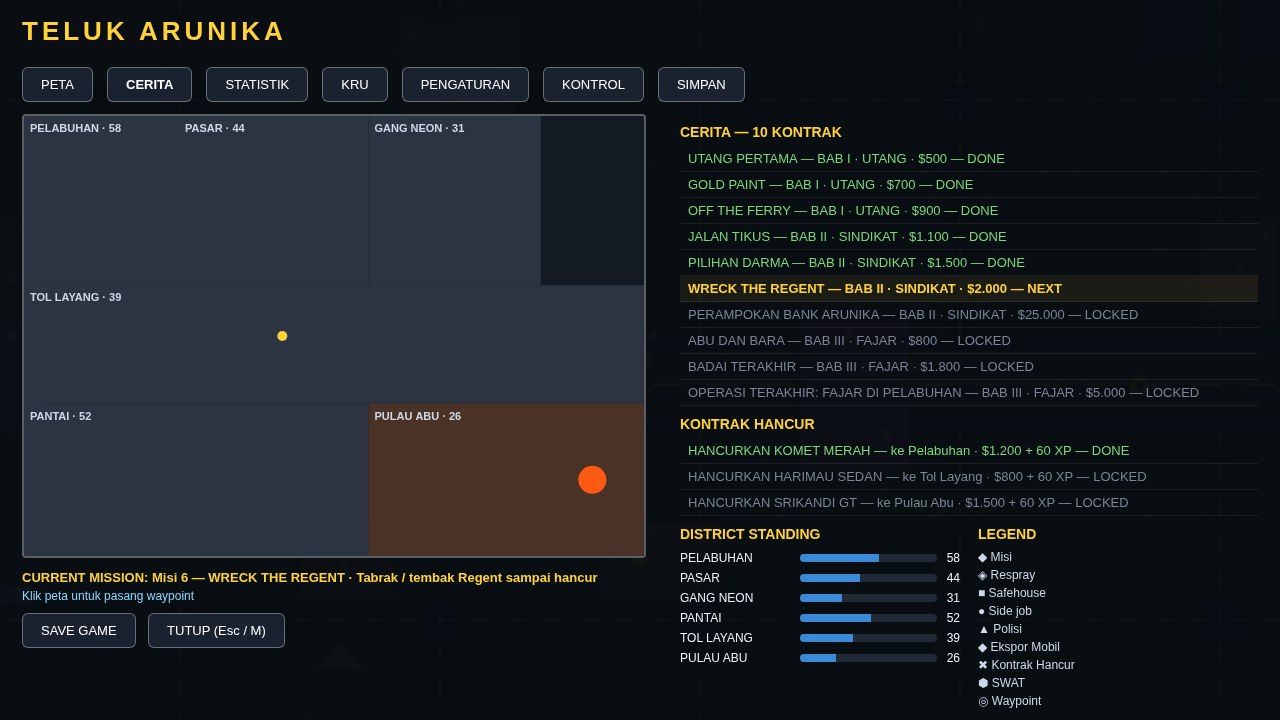 TELUK ARUNIKA
PETA
CERITA
STATISTIK
KRU
PENGATURAN
KONTROL
SIMPAN
PELABUHAN · 58
PASAR · 44
GANG NEON · 31
TOL LAYANG · 39
PANTAI · 52
PULAU ABU · 26
CURRENT MISSION: Misi 6 — WRECK THE REGENT · Tabrak / tembak Regent sampai hancur
Klik peta untuk pasang waypoint
SAVE GAME
TUTUP (Esc / M)
CERITA — 10 KONTRAK
UTANG PERTAMA — BAB I · UTANG · $500 — DONE
GOLD PAINT — BAB I · UTANG · $700 — DONE
OFF THE FERRY — BAB I · UTANG · $900 — DONE
JALAN TIKUS — BAB II · SINDIKAT · $1.100 — DONE
PILIHAN DARMA — BAB II · SINDIKAT · $1.500 — DONE
WRECK THE REGENT — BAB II · SINDIKAT · $2.000 — NEXT
PERAMPOKAN BANK ARUNIKA — BAB II · SINDIKAT · $25.000 — LOCKED
ABU DAN BARA — BAB III · FAJAR · $800 — LOCKED
BADAI TERAKHIR — BAB III · FAJAR · $1.800 — LOCKED
OPERASI TERAKHIR: FAJAR DI PELABUHAN — BAB III · FAJAR · $5.000 — LOCKED
KONTRAK HANCUR
HANCURKAN KOMET MERAH — ke Pelabuhan · $1.200 + 60 XP — DONE
HANCURKAN HARIMAU SEDAN — ke Tol Layang · $800 + 60 XP — LOCKED
HANCURKAN SRIKANDI GT — ke Pulau Abu · $1.500 + 60 XP — LOCKED
DISTRICT STANDING
PELABUHAN 58
PASAR 44
GANG NEON 31
PANTAI 52
TOL LAYANG 39
PULAU ABU 26
LEGEND
◆ Misi
◈ Respray
■ Safehouse
● Side job
▲ Polisi
◆ Ekspor Mobil
✖ Kontrak Hancur
⬢ SWAT
◎ Waypoint